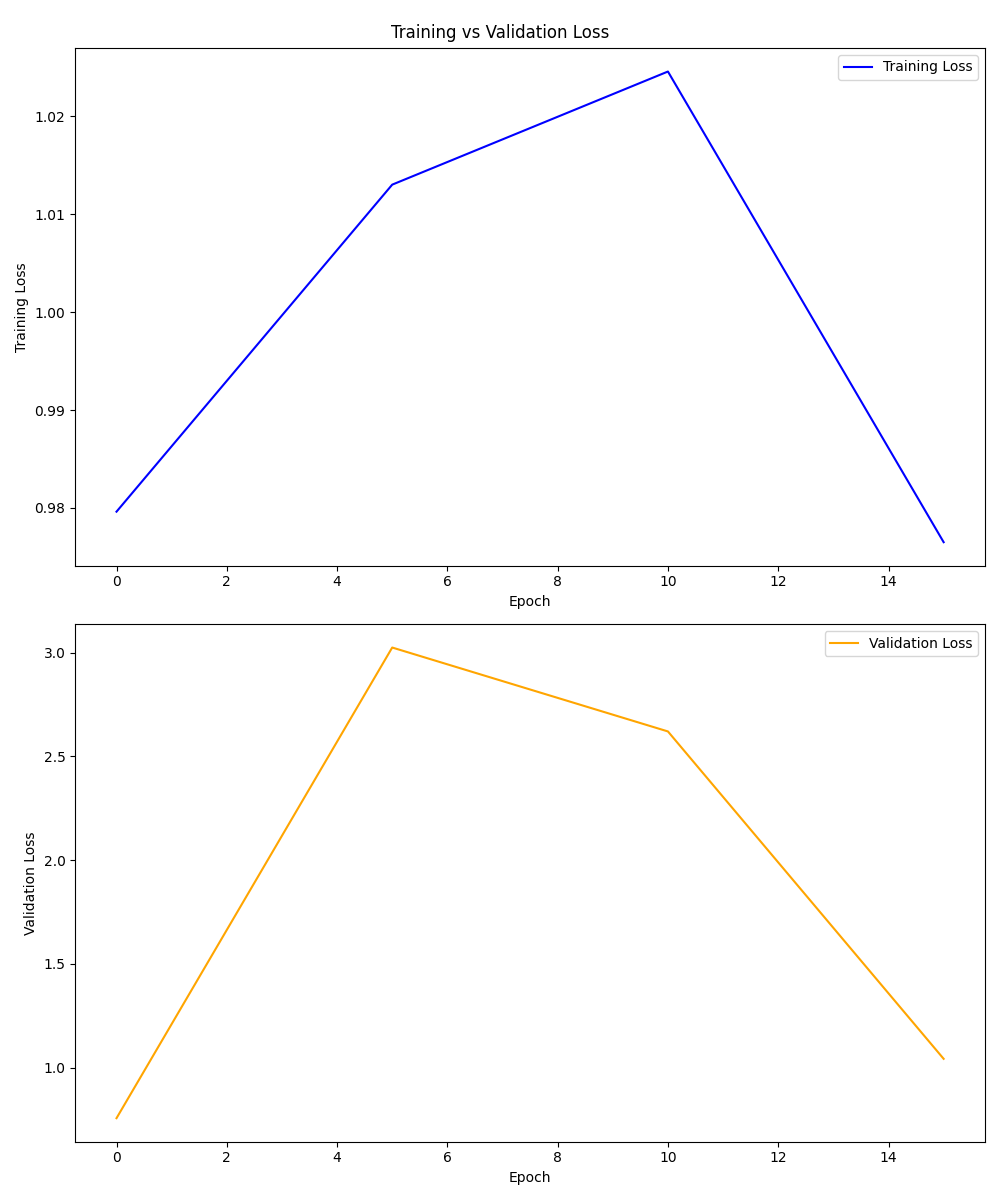 Training vs Validation Loss
Training Loss
1.02
1.01
1.00
0.99
0.98
Training Loss
0 2 4 6 8 10 12 14
Epoch
Validation Loss
3.0
2.5
2.0
1.5
1.0
Validation Loss
0 2 4 6 8 10 12 14
Epoch